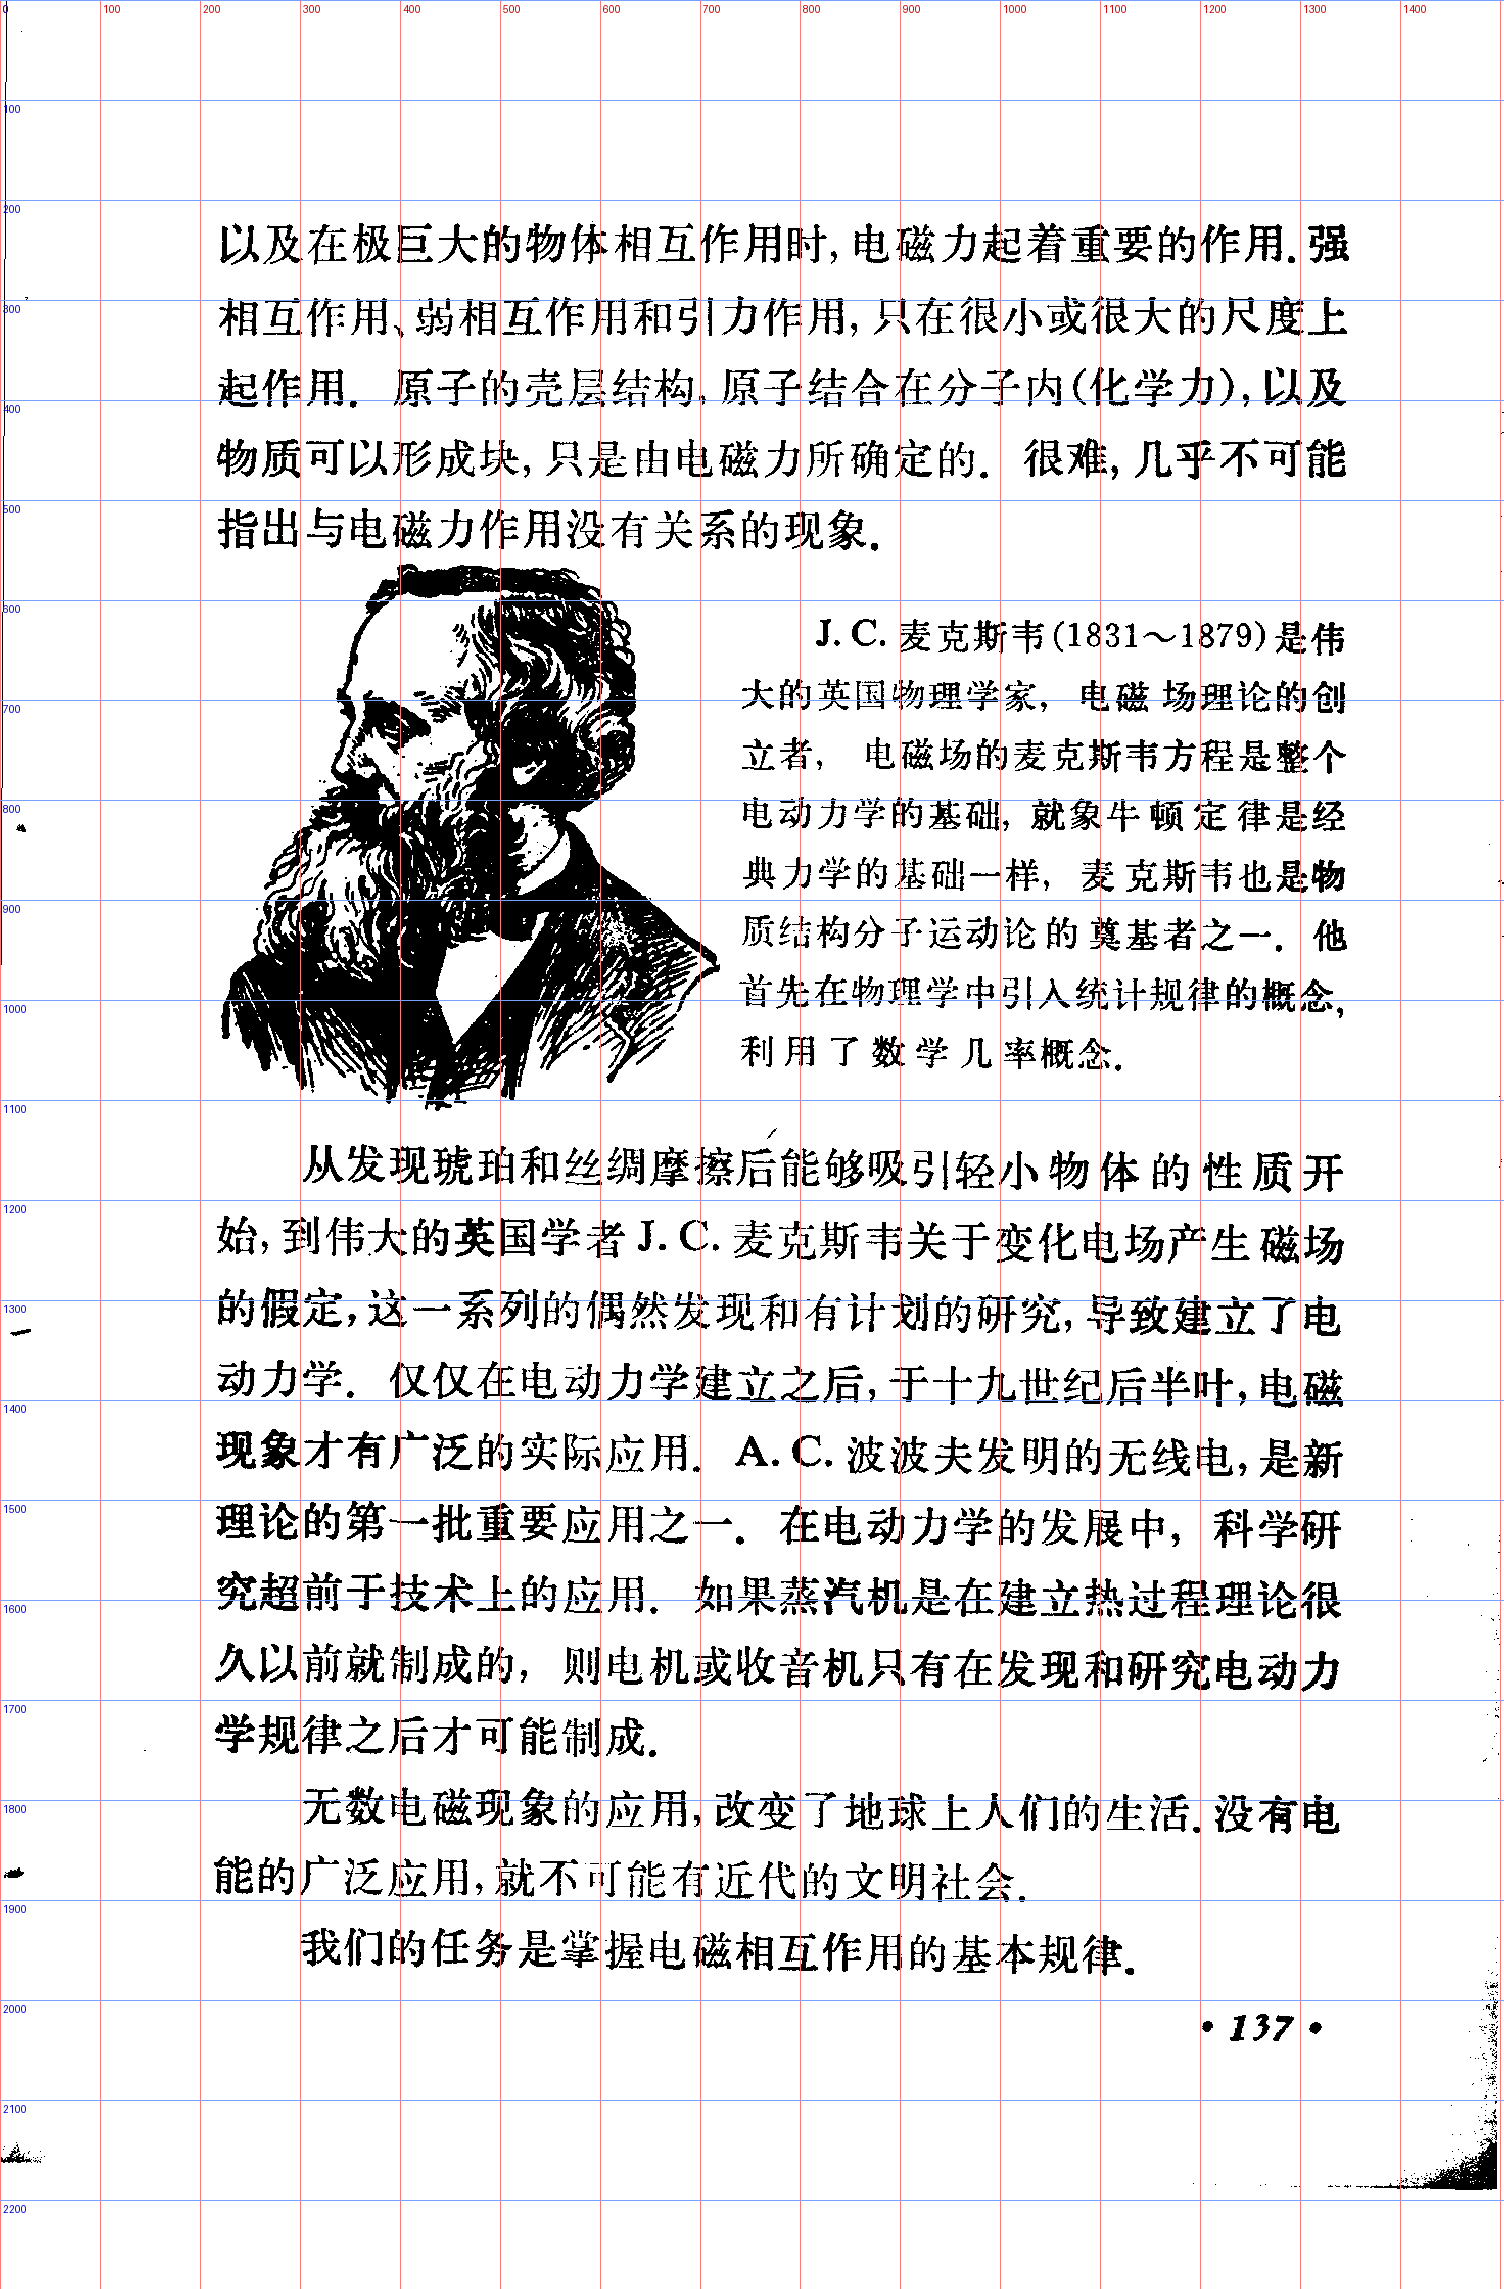 以及在极巨大的物体相互作用时,电磁力起着重要的作用.强
相互作用、弱相互作用和引力作用,只在很小或很大的尺度上
起作用. 原子的壳层结构,原子结合在分子内(化学力),以及
物质可以形成块,只是由电磁力所确定的. 很难,几乎不可能
指出与电磁力作用没有关系的现象.
J. C. 麦克斯韦(1831～1879)是伟
大的英国物理学家, 电磁场理论的创
立者, 电磁场的麦克斯韦方程是整个
电动力学的基础,就象牛顿定律是经
典力学的基础一样, 麦克斯韦也是物
质结构分子运动论的奠基者之一. 他
首先在物理学中引入统计规律的概念,
利用了数学几率概念.
从发现琥珀和丝绸摩擦后能够吸引轻小物体的性质开
始,到伟大的英国学者 J. C. 麦克斯韦关于变化电场产生磁场
的假定,这一系列的偶然发现和有计划的研究,导致建立了电
动力学. 仅仅在电动力学建立之后,于十九世纪后半叶,电磁
现象才有广泛的实际应用. A. C. 波波夫发明的无线电,是新
理论的第一批重要应用之一. 在电动力学的发展中, 科学研
究超前于技术上的应用. 如果蒸汽机是在建立热过程理论很
久以前就制成的, 则电机或收音机只有在发现和研究电动力
学规律之后才可能制成.
无数电磁现象的应用,改变了地球上人们的生活.没有电
能的广泛应用,就不可能有近代的文明社会.
我们的任务是掌握电磁相互作用的基本规律.
• 137 •